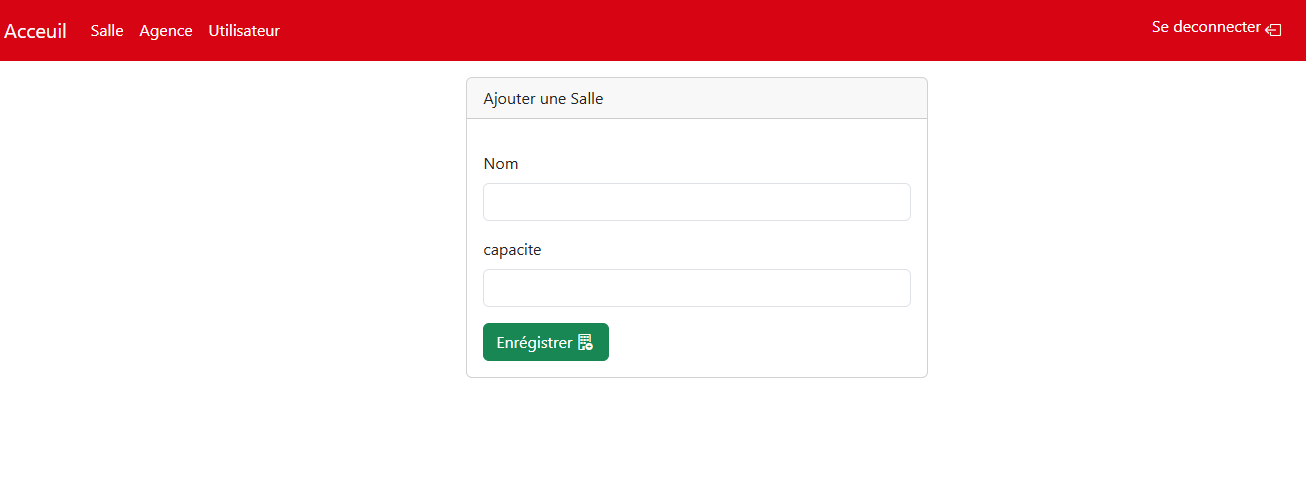 Acceuil Salle Agence Utilisateur Se deconnecter
Ajouter une Salle
Nom
capacite
Enrégistrer